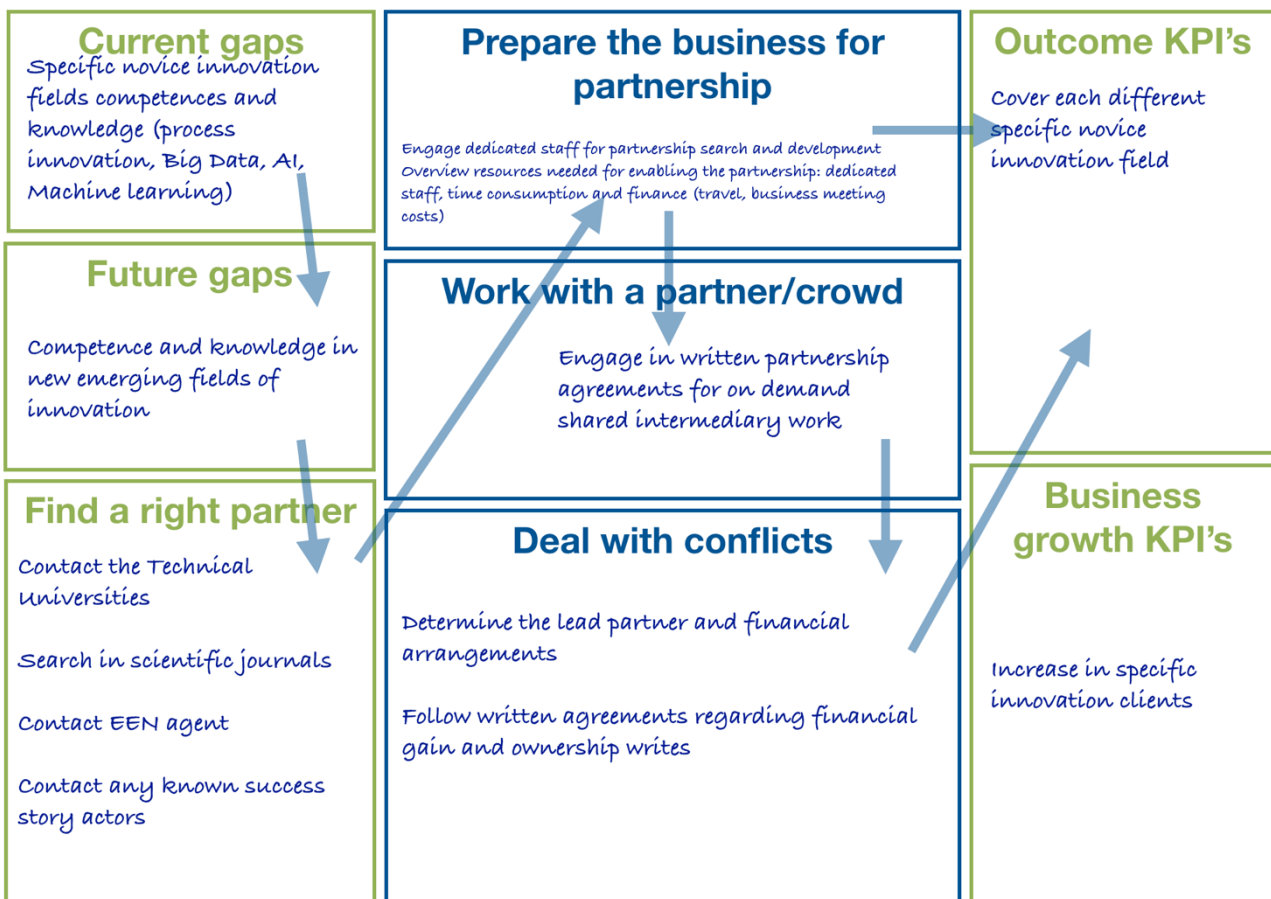 Current gaps
Specific novice innovation
fields competences and
knowledge (process
innovation, Big Data, AI,
Machine learning)
Future gaps
Competence and knowledge in
new emerging fields of
innovation
Find a right partner
Contact the Technical
Universities
Search in scientific journals
Contact EEN agent
Contact any known success
story actors
Prepare the business for
partnership
Engage dedicated staff for partnership search and development
Overview resources needed for enabling the partnership: dedicated
staff, time consumption and finance (travel, business meeting
costs)
Work with a partner/crowd
Engage in written partnership
agreements for on demand
shared intermediary work
Deal with conflicts
Determine the lead partner and financial
arrangements
Follow written agreements regarding financial
gain and ownership writes
Outcome KPI's
Cover each different
specific novice
innovation field
Business
growth KPI's
Increase in specific
innovation clients